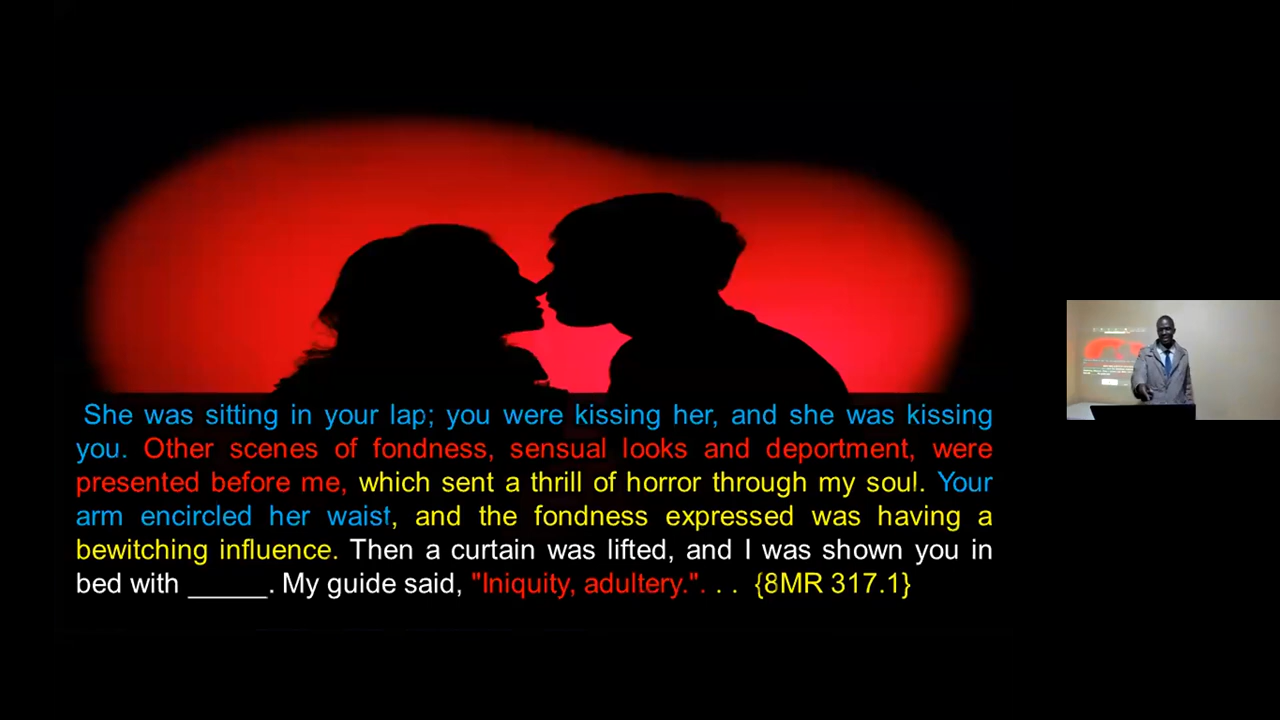 She was sitting in your lap; you were kissing her, and she was kissing
you. Other scenes of fondness, sensual looks and deportment, were
presented before me, which sent a thrill of horror through my soul. Your
arm encircled her waist, and the fondness expressed was having a
bewitching influence. Then a curtain was lifted, and I was shown you in
bed with _____. My guide said, "Iniquity, adultery.". . . {8MR 317.1}